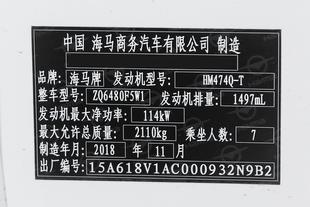 中国 海马商务汽车有限公司 制造
品牌: 海马牌 发动机型号: HM474Q-T
整车型号: ZQ6480F5W1 发动机排量: 1497mL
发动机最大净功率: 114kW
最大允许总质量: 2110kg 乘坐人数: 7
制造年月: 2018 年 11 月
出厂编号: 15A618V1AC000932N9B2